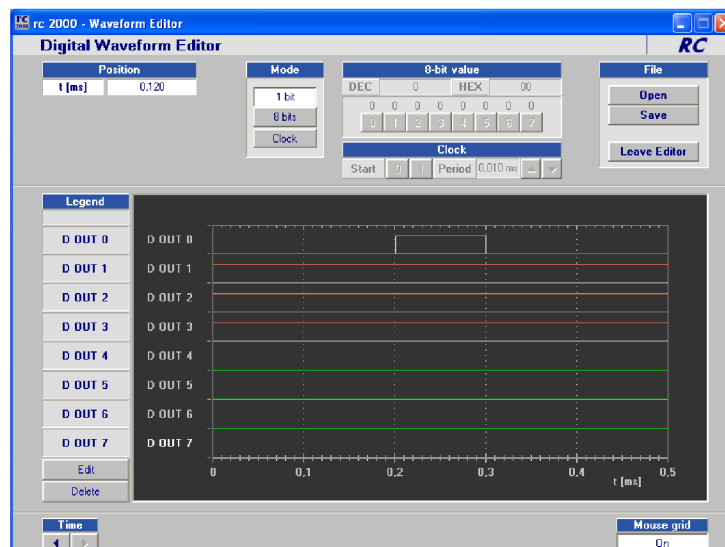 rc 2000 - Waveform Editor
Digital Waveform Editor
RC
Position
t [ms] 0,120
Mode
1 bit
8 bits
Clock
8-bit value
DEC 0 HEX 00
0 0 0 0 0 0 0 0
0 1 2 3 4 5 6 7
Clock
Start 0 1 Period 0,010 ms
File
Open
Save
Leave Editor
Legend
D OUT 0 D OUT 0
D OUT 1 D OUT 1
D OUT 2 D OUT 2
D OUT 3 D OUT 3
D OUT 4 D OUT 4
D OUT 5 D OUT 5
D OUT 6 D OUT 6
D OUT 7 D OUT 7
Edit
Delete
0 0,1 0,2 0,3 0,4 0,5
t [ms]
Time
Mouse grid
On